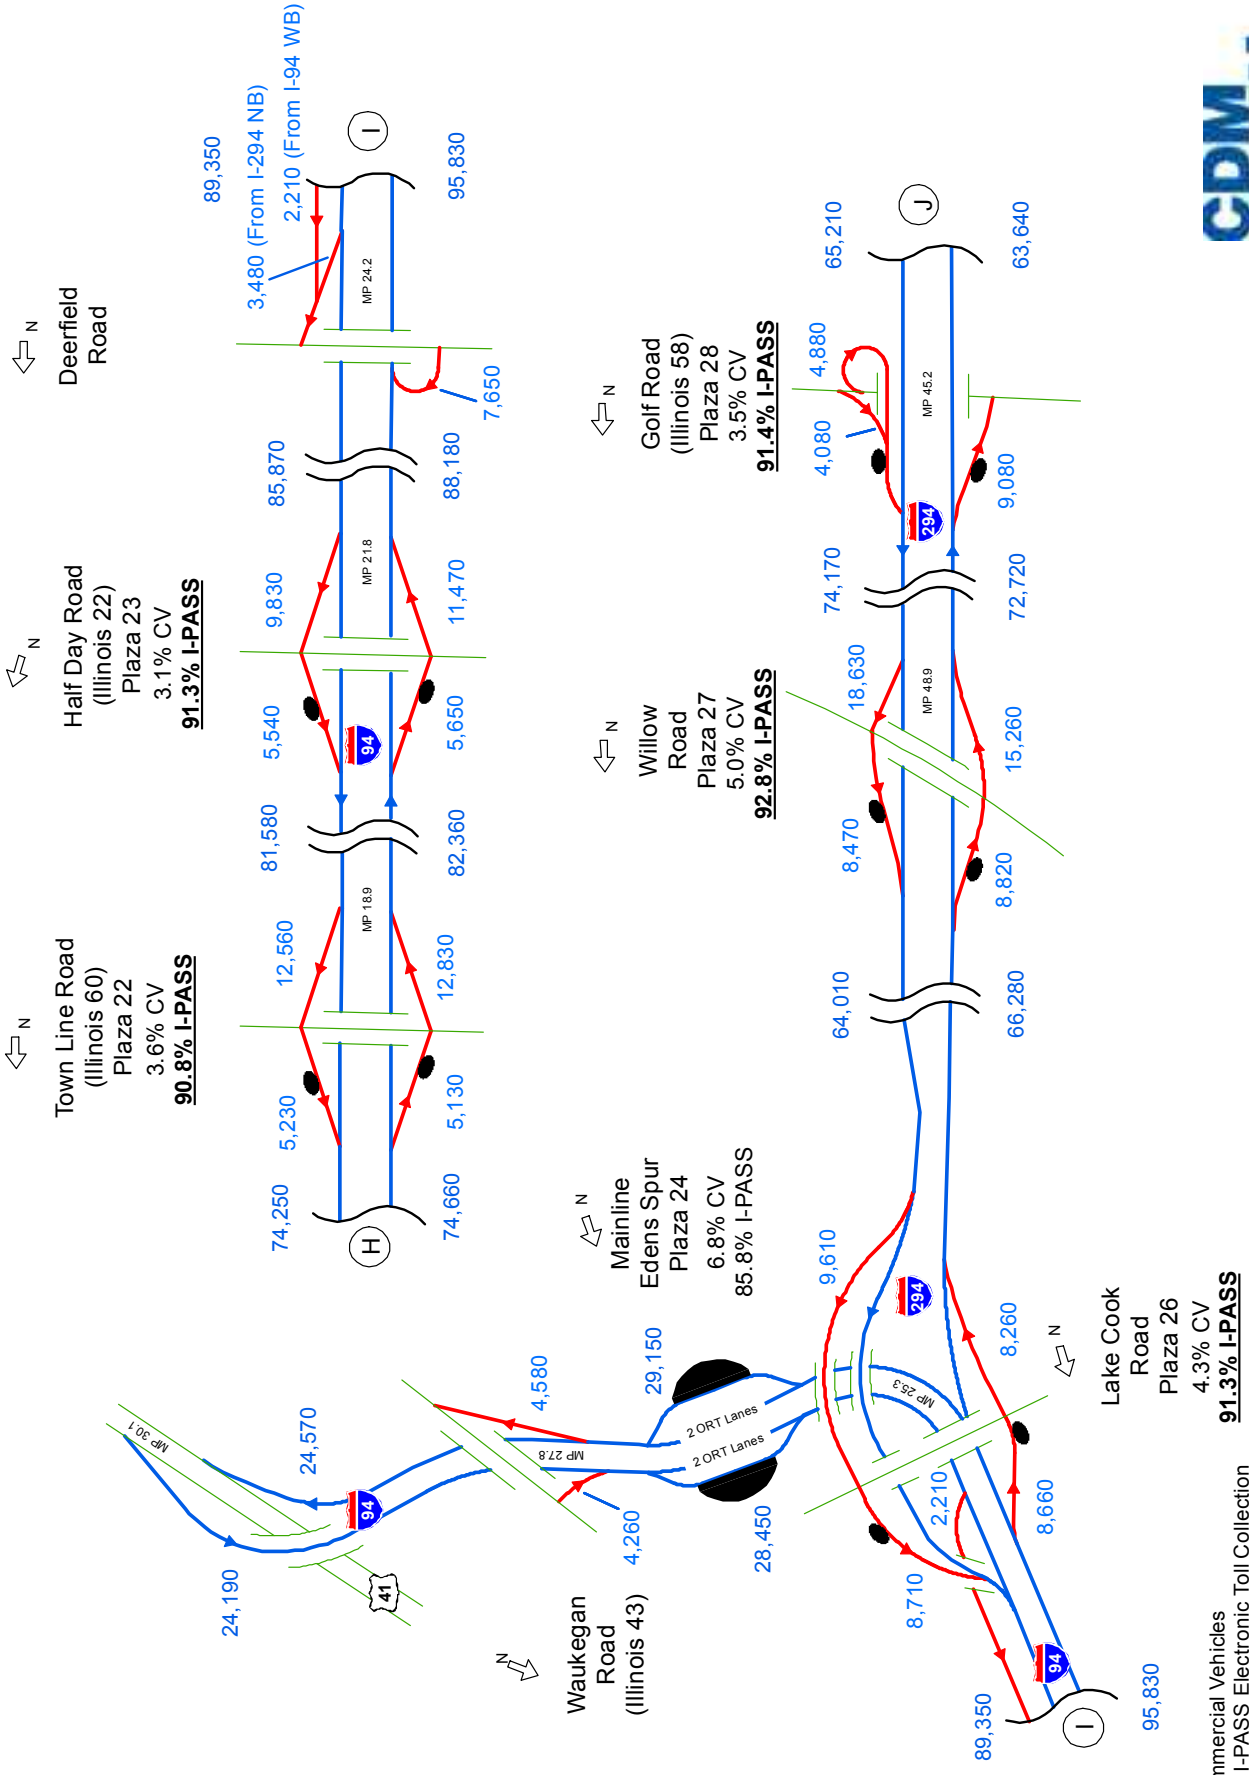 Town Line Road
(Illinois 60)
Plaza 22
3.6% CV
90.8% I-PASS
N
Half Day Road
(Illinois 22)
Plaza 23
3.1% CV
91.3% I-PASS
N
Deerfield
Road
N
74,250
5,230
12,560
81,580
5,540
9,830
85,870
3,480 (From I-294 NB)
2,210 (From I-94 WB)
89,350
H
MP 18.9
94
MP 21.8
MP 24.2
I
74,660
5,130
12,830
82,360
5,650
11,470
88,180
7,650
95,830
Mainline
Edens Spur
Plaza 24
6.8% CV
85.8% I-PASS
N
Willow
Road
Plaza 27
5.0% CV
92.8% I-PASS
N
Golf Road
(Illinois 58)
Plaza 28
3.5% CV
91.4% I-PASS
N
MP 30.1
24,570
24,190
94
41
4,580
MP 27.8
4,260
29,150
2 ORT Lanes
2 ORT Lanes
28,450
Waukegan
Road
(Illinois 43)
N
9,610
294
MP 25.3
8,260
2,210
8,660
8,710
94
89,350
I
95,830
Lake Cook
Road
Plaza 26
4.3% CV
91.3% I-PASS
N
64,010
8,470
18,630
74,170
4,080
4,880
65,210
MP 48.9
294
MP 45.2
J
66,280
8,820
15,260
72,720
9,080
63,640
mmercial Vehicles
I-PASS Electronic Toll Collection
CDM